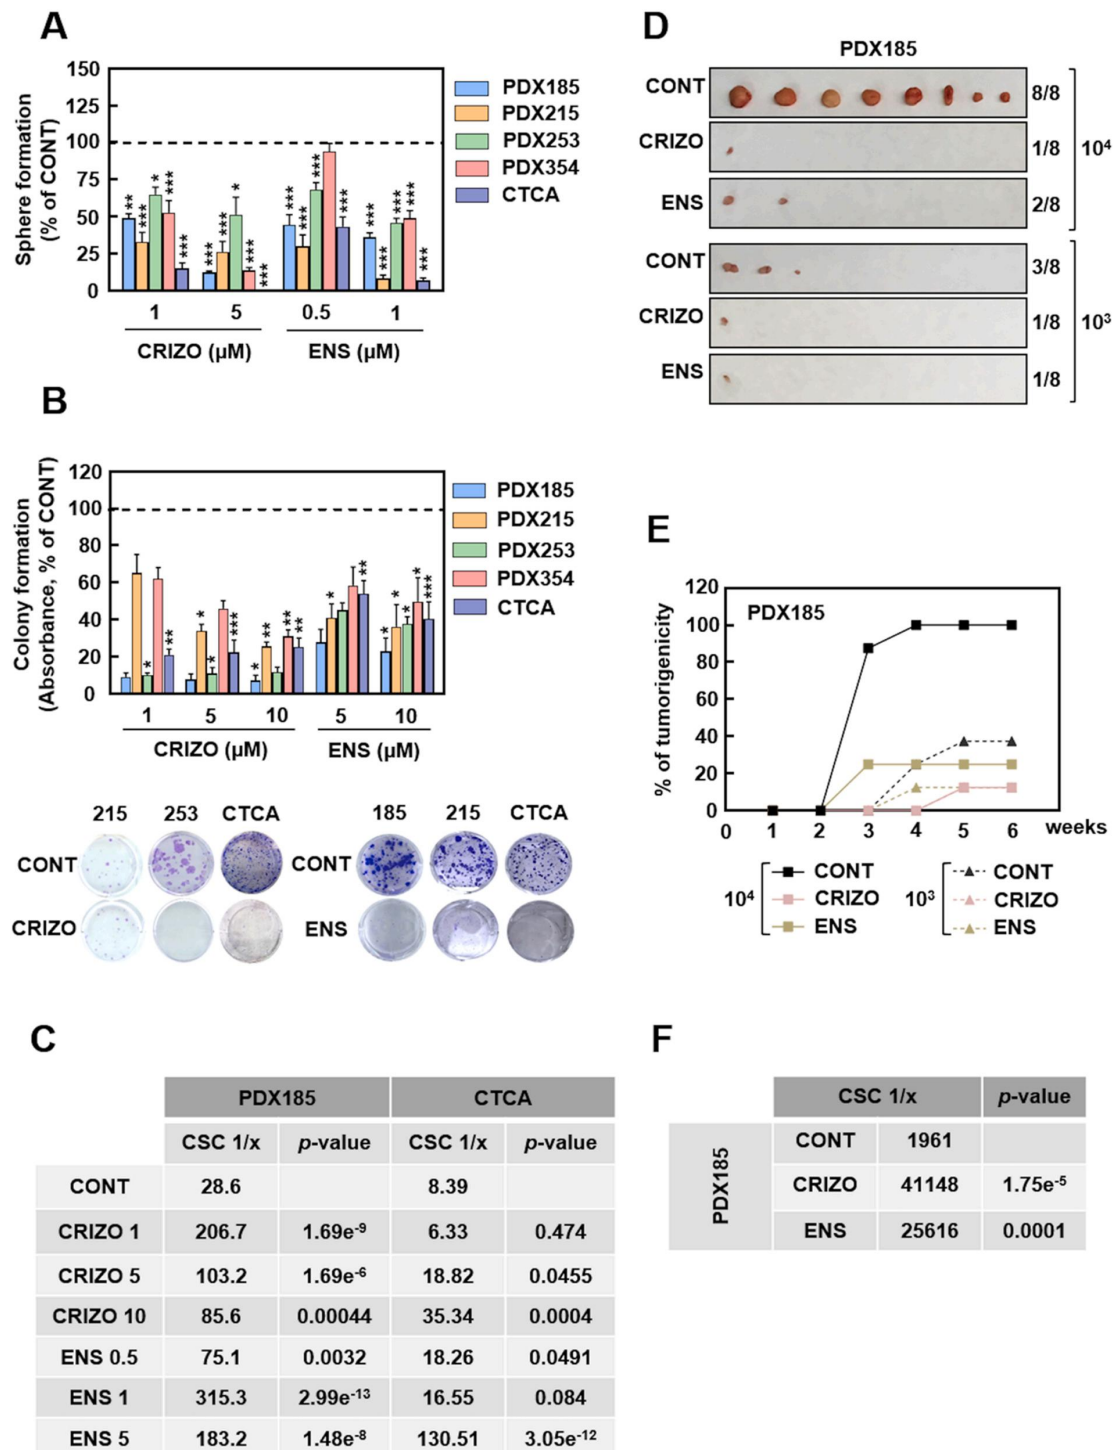 A
Sphere formation
(% of CONT)
150
125
100
75
50
25
0
** *** * *** *** *** *** * *** *** *** *** *** *** *** *** *** *** ***
1 5 0.5 1
CRIZO (µM) ENS (µM)
PDX185
PDX215
PDX253
PDX354
CTCA
B
Colony formation
(Absorbance, % of CONT)
120
100
80
60
40
20
0
* ** * * *** * ** ** ** * ** * * * * ***
1 5 10 5 10
CRIZO (µM) ENS (µM)
PDX185
PDX215
PDX253
PDX354
CTCA
215 253 CTCA
CONT
CRIZO
185 215 CTCA
CONT
ENS
C
PDX185 CTCA
CSC 1/x p-value CSC 1/x p-value
CONT 28.6 8.39
CRIZO 1 206.7 1.69e-9 6.33 0.474
CRIZO 5 103.2 1.69e-6 18.82 0.0455
CRIZO 10 85.6 0.00044 35.34 0.0004
ENS 0.5 75.1 0.0032 18.26 0.0491
ENS 1 315.3 2.99e-13 16.55 0.084
ENS 5 183.2 1.48e-8 130.51 3.05e-12
D
PDX185
CONT 8/8
CRIZO 1/8 10⁴
ENS 2/8
CONT 3/8
CRIZO 1/8 10³
ENS 1/8
E
% of tumorigenicity
120
100
80
60
40
20
0
PDX185
0 1 2 3 4 5 6 weeks
10⁴ CONT CRIZO ENS
10³ CONT CRIZO ENS
F
CSC 1/x p-value
PDX185
CONT 1961
CRIZO 41148 1.75e-5
ENS 25616 0.0001